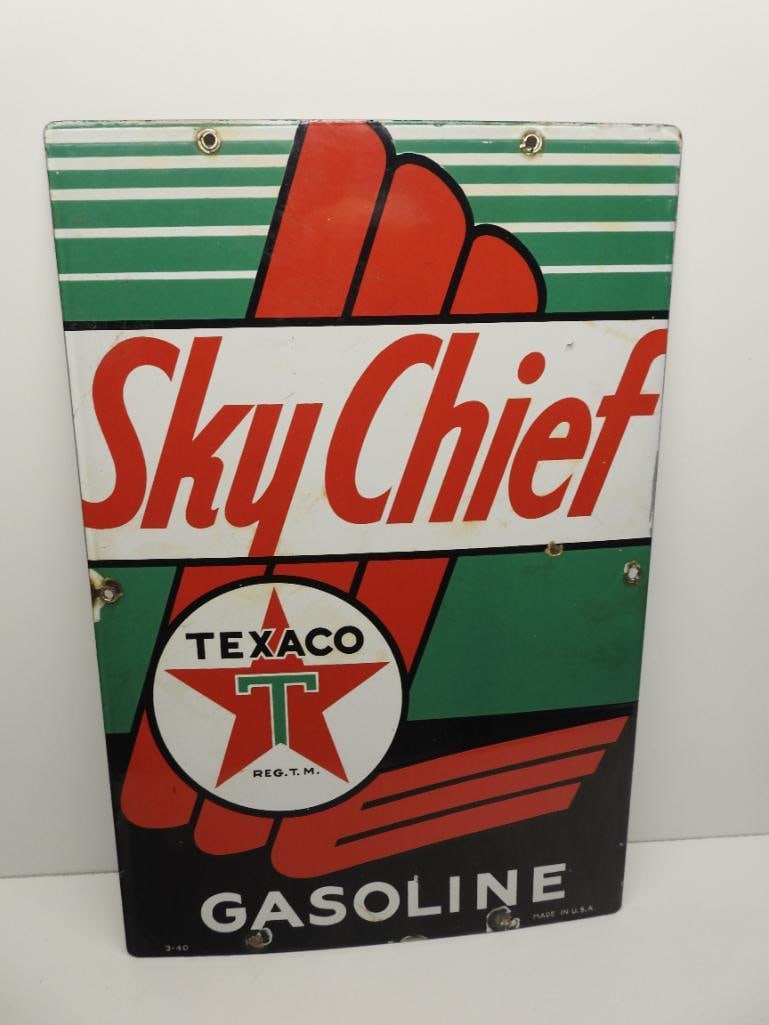 Sky Chief
TEXACO
T
REG. T. M.
GASOLINE
MADE IN U.S.A.
3-40